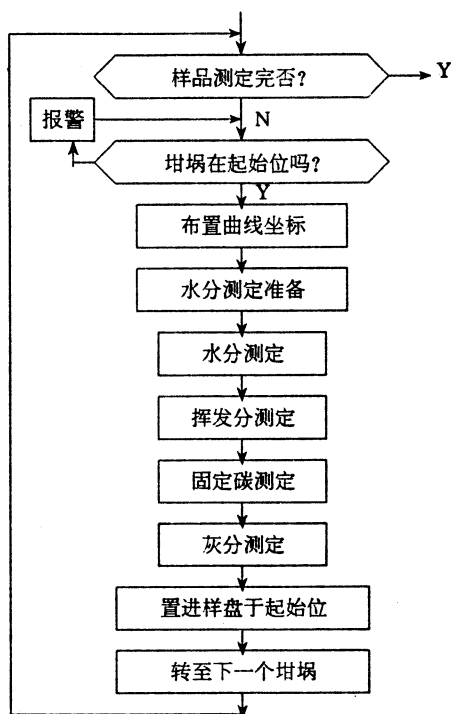 样品测定完否?
Y
报警
N
坩埚在起始位吗?
Y
布置曲线坐标
水分测定准备
水分测定
挥发分测定
固定碳测定
灰分测定
置进样盘于起始位
转至下一个坩埚